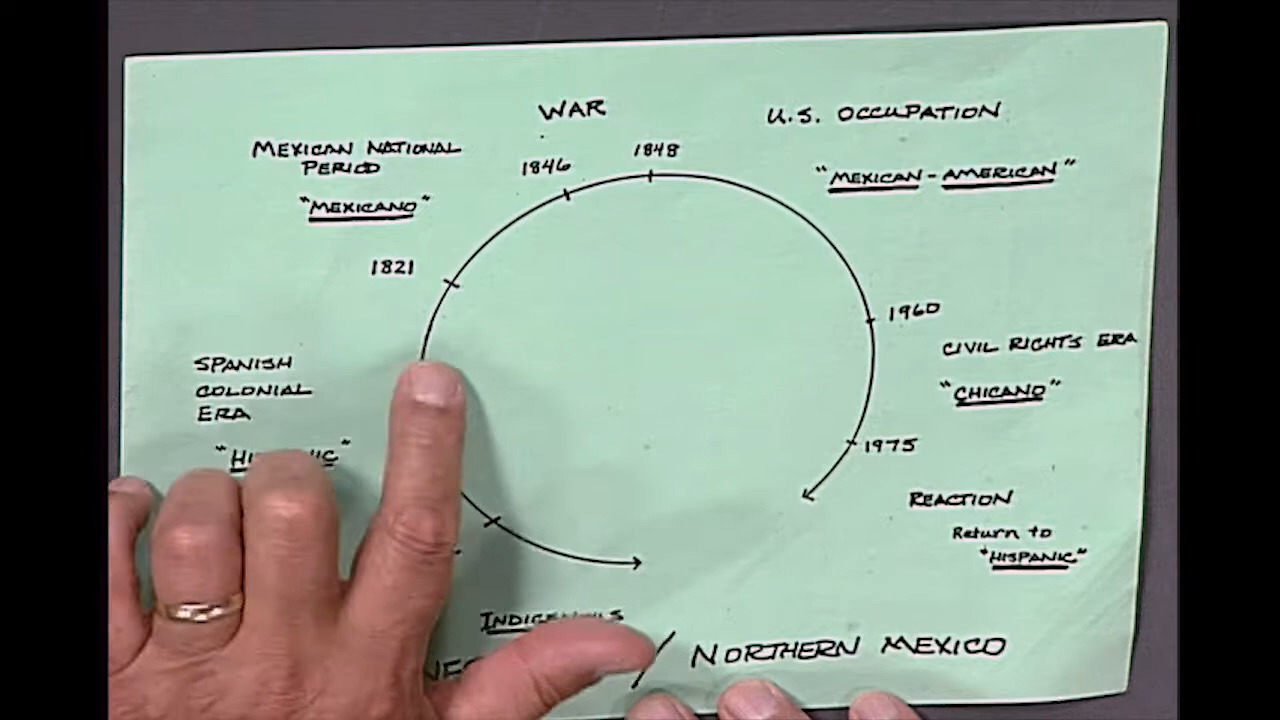 WAR
U.S. OCCUPATION
MEXICAN NATIONAL
PERIOD
1846
1848
"MEXICANO"
"MEXICAN-AMERICAN"
1821
1960
SPANISH
COLONIAL
ERA
CIVIL RIGHTS ERA
"CHICANO"
1975
REACTION
Return to
"HISPANIC"
/ NORTHERN MEXICO